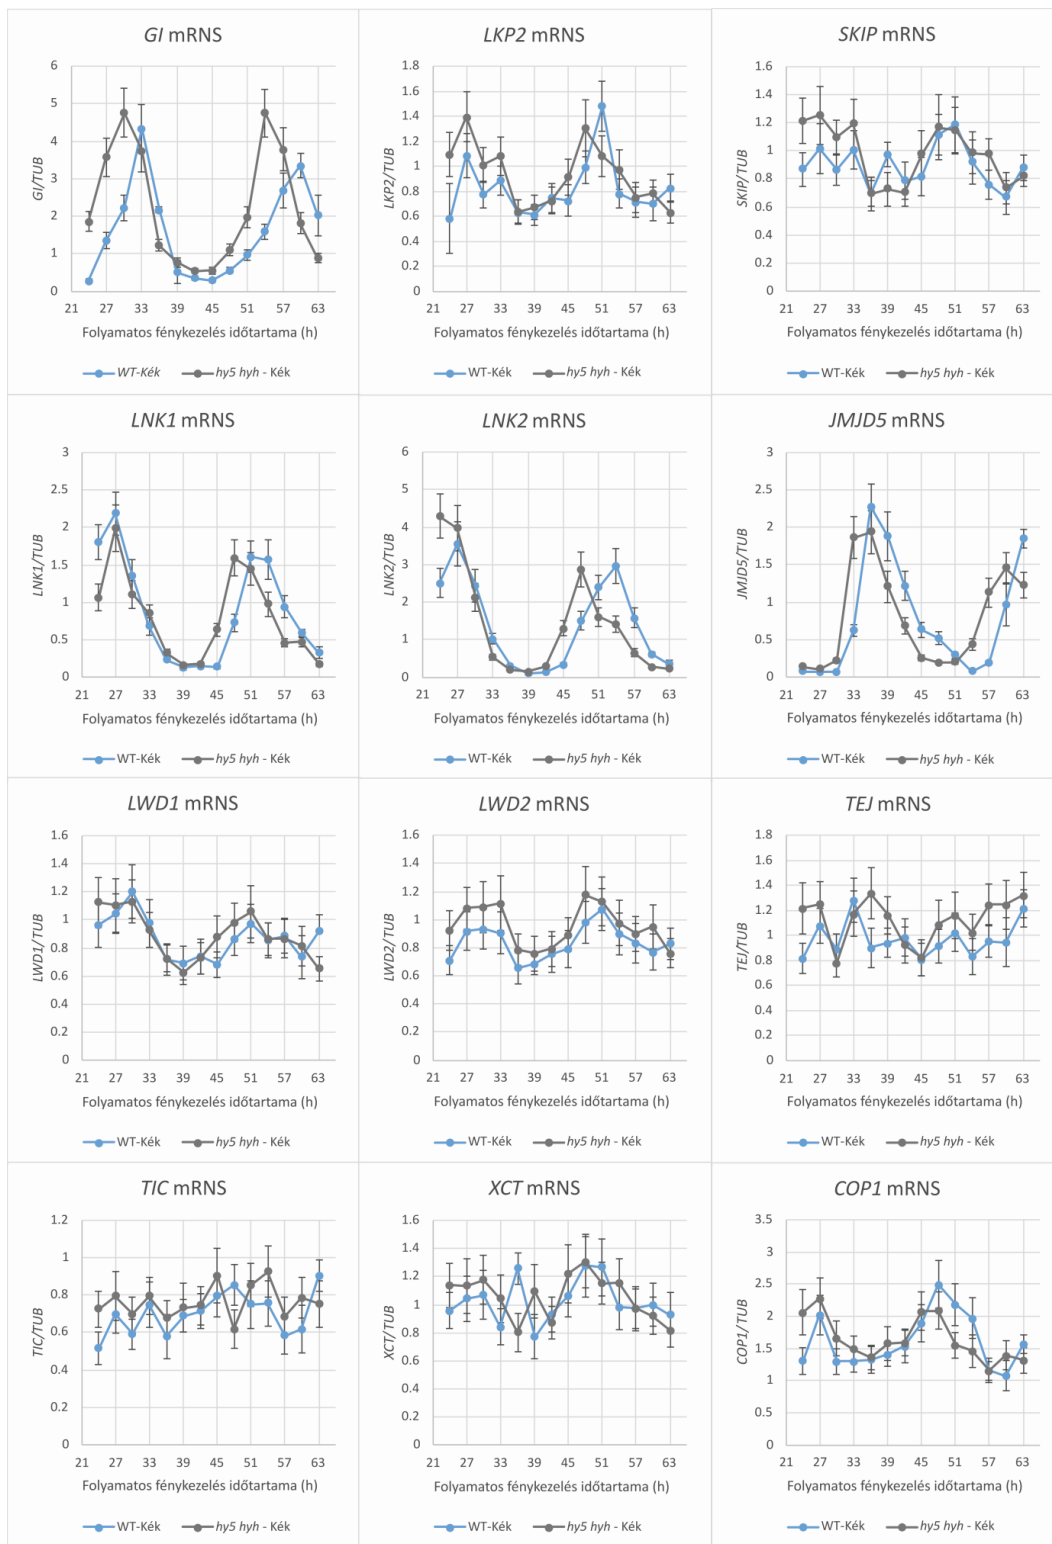 GI mRNS
GI/TUB
6
5
4
3
2
1
0
21 27 33 39 45 51 57 63
Folyamatos fénykezelés időtartama (h)
WT-Kék hy5 hyh - Kék
LKP2 mRNS
LKP2/TUB
1.8
1.6
1.4
1.2
1
0.8
0.6
0.4
0.2
0
21 27 33 39 45 51 57 63
Folyamatos fénykezelés időtartama (h)
WT-Kék hy5 hyh - Kék
SKIP mRNS
SKIP/TUB
1.6
1.4
1.2
1
0.8
0.6
0.4
0.2
0
21 27 33 39 45 51 57 63
Folyamatos fénykezelés időtartama (h)
WT-Kék hy5 hyh - Kék
LNK1 mRNS
LNK1/TUB
3
2.5
2
1.5
1
0.5
0
21 27 33 39 45 51 57 63
Folyamatos fénykezelés időtartama (h)
WT-Kék hy5 hyh - Kék
LNK2 mRNS
LNK2/TUB
6
5
4
3
2
1
0
21 27 33 39 45 51 57 63
Folyamatos fénykezelés időtartama (h)
WT-Kék hy5 hyh - Kék
JMJD5 mRNS
JMJD5/TUB
3
2.5
2
1.5
1
0.5
0
21 27 33 39 45 51 57 63
Folyamatos fénykezelés időtartama (h)
WT-Kék hy5 hyh - Kék
LWD1 mRNS
LWD1/TUB
1.6
1.4
1.2
1
0.8
0.6
0.4
0.2
0
21 27 33 39 45 51 57 63
Folyamatos fénykezelés időtartama (h)
WT-Kék hy5 hyh - Kék
LWD2 mRNS
LWD2/TUB
1.6
1.4
1.2
1
0.8
0.6
0.4
0.2
0
21 27 33 39 45 51 57 63
Folyamatos fénykezelés időtartama (h)
WT-Kék hy5 hyh - Kék
TEJ mRNS
TEJ/TUB
1.8
1.6
1.4
1.2
1
0.8
0.6
0.4
0.2
0
21 27 33 39 45 51 57 63
Folyamatos fénykezelés időtartama (h)
WT-Kék hy5 hyh - Kék
TIC mRNS
TIC/TUB
1.2
1
0.8
0.6
0.4
0.2
0
21 27 33 39 45 51 57 63
Folyamatos fénykezelés időtartama (h)
WT-Kék hy5 hyh - Kék
XCT mRNS
XCT/TUB
1.6
1.4
1.2
1
0.8
0.6
0.4
0.2
0
21 27 33 39 45 51 57 63
Folyamatos fénykezelés időtartama (h)
WT-Kék hy5 hyh - Kék
COP1 mRNS
COP1/TUB
3.5
3
2.5
2
1.5
1
0.5
0
21 27 33 39 45 51 57 63
Folyamatos fénykezelés időtartama (h)
WT-Kék hy5 hyh - Kék